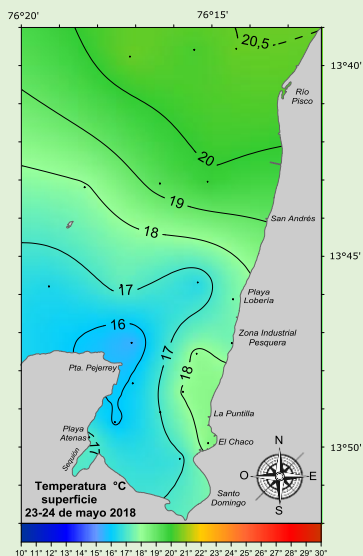 76°20' 76°15'
20,5
13°40'
Río
Pisco
20
19
San Andrés
18
13°45'
17
Playa
Lobería
16
Zona Industrial
Pesquera
17
Pta. Pejerrey
18
La Puntilla
Playa
Atenas
El Chaco
N
17
13°50'
Sequión
O E
S
Santo
Domingo
Temperatura °C
superficie
23-24 de mayo 2018
10° 11° 12° 13° 14° 15° 16° 17° 18° 19° 20° 21° 22° 23° 24° 25° 26° 27° 28° 29° 30°